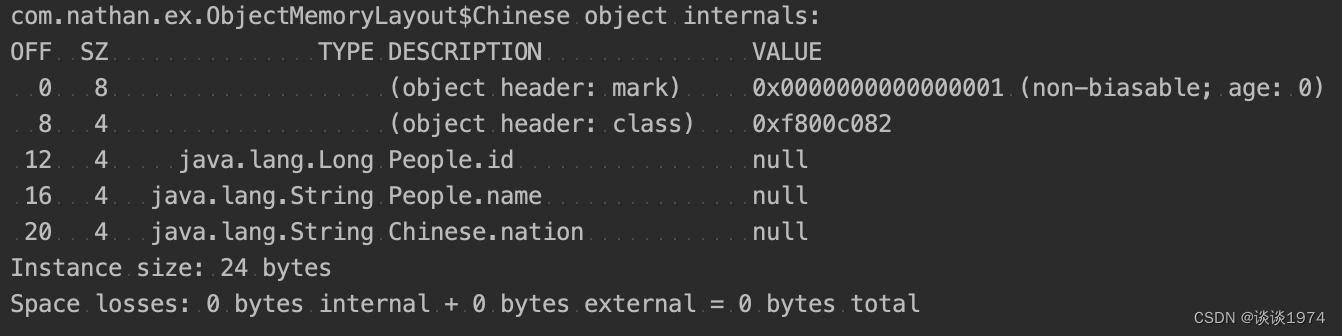 com.nathan.ex.ObjectMemoryLayout$Chinese object internals:
OFF  SZ               TYPE DESCRIPTION               VALUE
  0   8                    (object header: mark)     0x0000000000000001 (non-biasable; age: 0)
  8   4                    (object header: class)    0xf800c082
 12   4     java.lang.Long People.id                 null
 16   4   java.lang.String People.name               null
 20   4   java.lang.String Chinese.nation            null
Instance size: 24 bytes
Space losses: 0 bytes internal + 0 bytes external = 0 bytes total
CSDN @谈谈1974